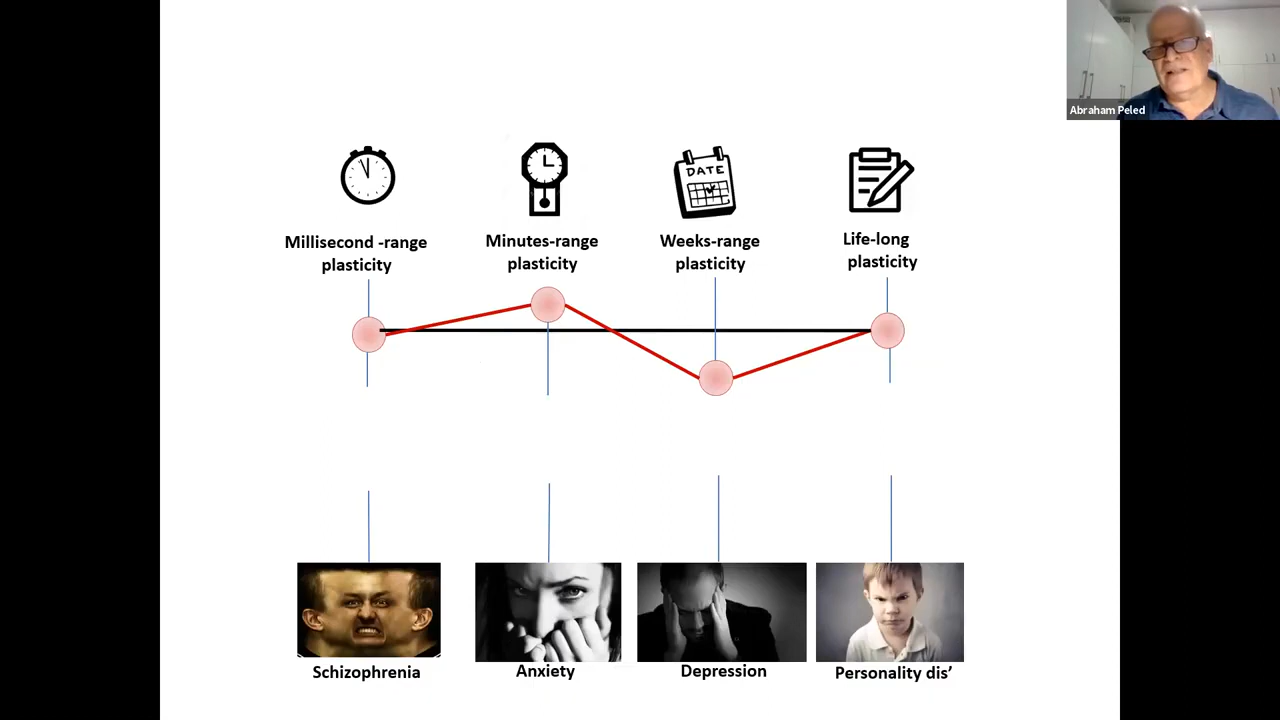 Abraham Peled
DATE
Millisecond -range
plasticity
Minutes-range
plasticity
Weeks-range
plasticity
Life-long
plasticity
Schizophrenia
Anxiety
Depression
Personality dis’